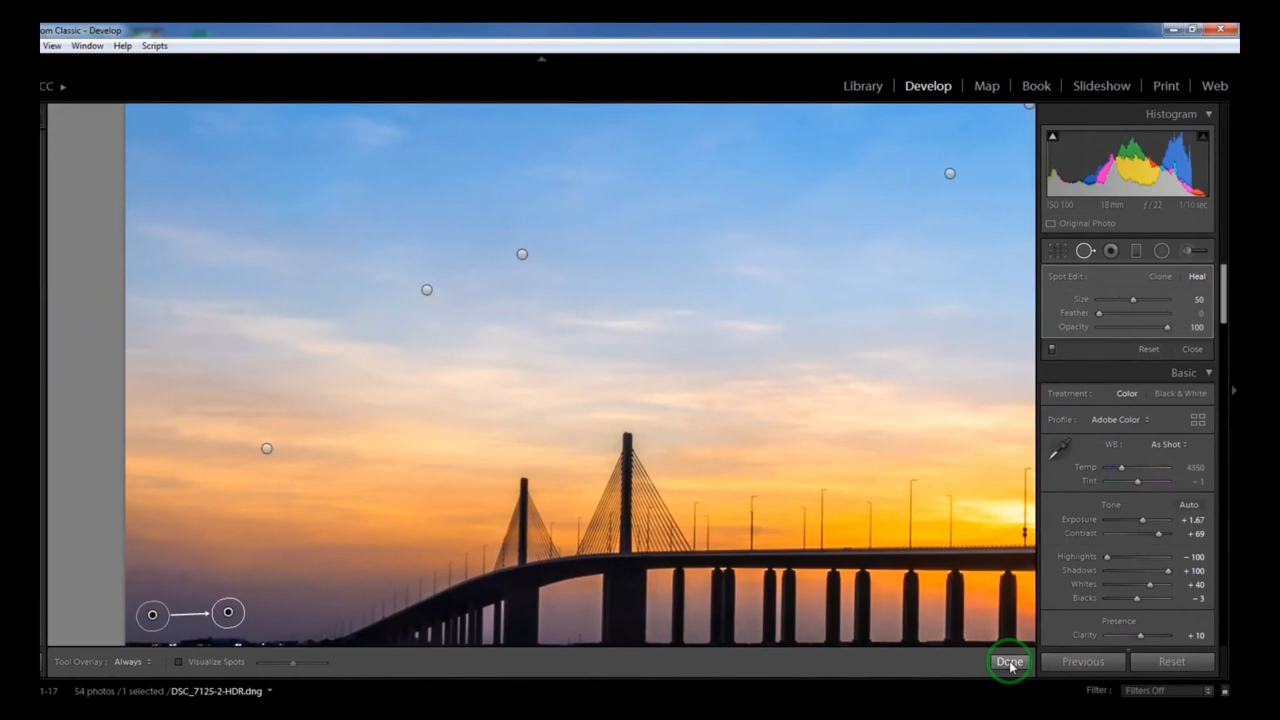 om Classic - Develop
View Window Help Scripts
CC
Library Develop Map Book Slideshow Print Web
Histogram
ISO 100 18 mm ƒ / 22 1/10 sec
Original Photo
Spot Edit : Clone Heal
Size 50
Feather 0
Opacity 100
Reset Close
Basic
Treatment : Color Black & White
Profile : Adobe Color
WB : As Shot
Temp 4350
Tint - 1
Tone Auto
Exposure + 1.67
Contrast + 69
Highlights - 100
Shadows + 100
Whites + 40
Blacks - 3
Presence
Clarity + 10
Tool Overlay : Always Visualize Spots Done Previous Reset
1-17 54 photos /1 selected /DSC_7125-2-HDR.dng Filter : Filters Off